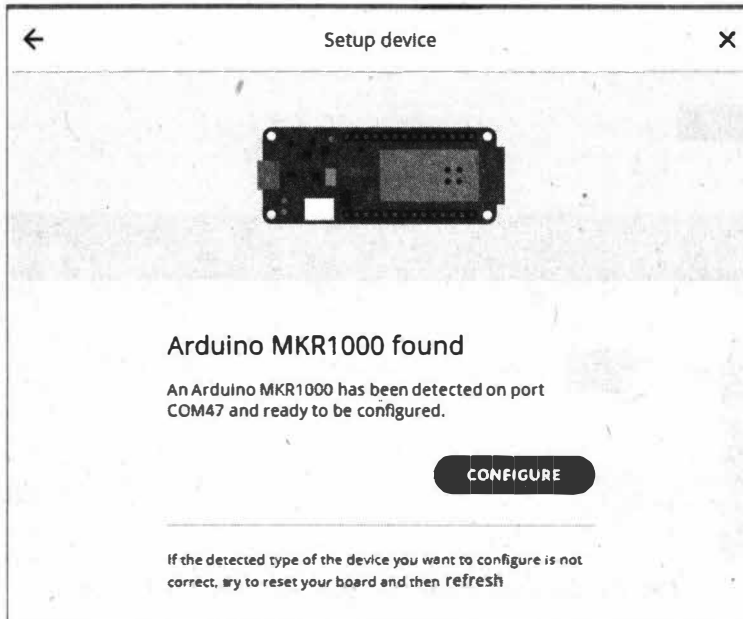 Setup device
Arduino MKR1000 found
An Arduino MKR1000 has been detected on port
COM47 and ready to be configured.
CONFIGURE
If the detected type of the device you want to configure is not
correct, try to reset your board and then refresh